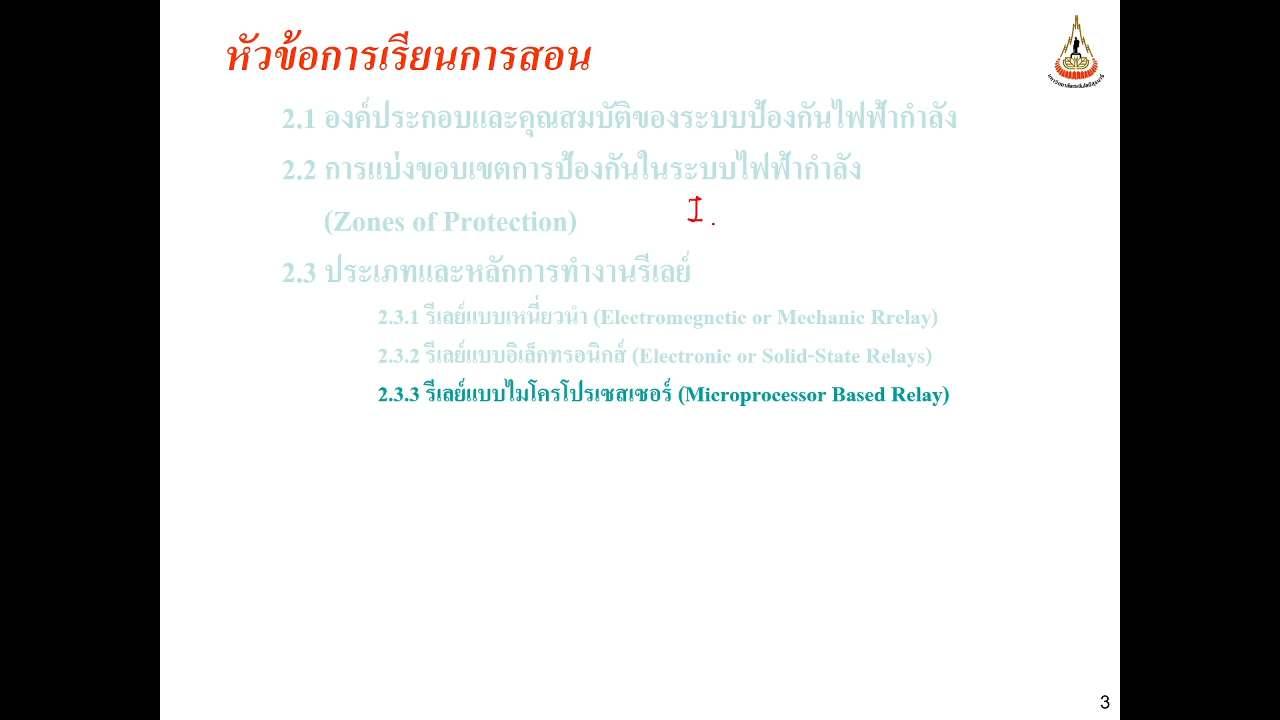 หัวข้อการเรียนการสอน
2.1 องค์ประกอบและคุณสมบัติของระบบป้องกันไฟฟ้ากำลัง
2.2 การแบ่งขอบเขตการป้องกันในระบบไฟฟ้ากำลัง
(Zones of Protection)
I.
2.3 ประเภทและหลักการทำงานรีเลย์
2.3.1 รีเลย์แบบเหนี่ยวนำ (Electromegnetic or Mechanic Rrelay)
2.3.2 รีเลย์แบบอิเล็กทรอนิกส์ (Electronic or Solid-State Relays)
2.3.3 รีเลย์แบบไมโครโปรเซสเซอร์ (Microprocessor Based Relay)
3